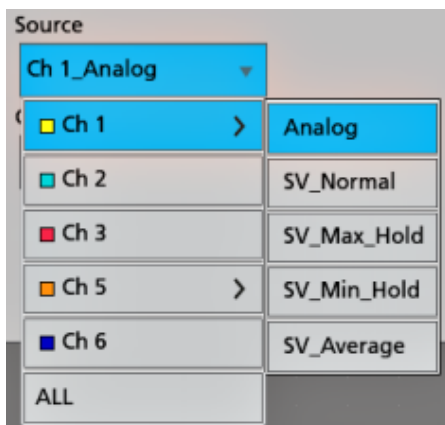 Source
Ch 1_Analog
Ch 1
Ch 2
Ch 3
Ch 5
Ch 6
ALL
Analog
SV_Normal
SV_Max_Hold
SV_Min_Hold
SV_Average